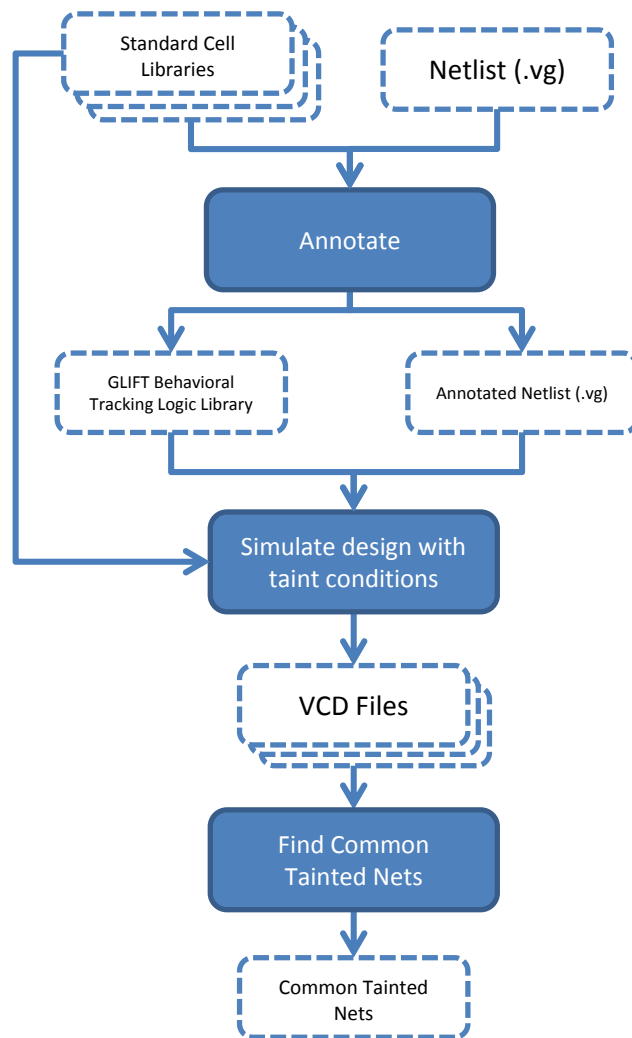 Standard Cell
Libraries
Netlist (.vg)
Annotate
GLIFT Behavioral
Tracking Logic Library
Annotated Netlist (.vg)
Simulate design with
taint conditions
VCD Files
Find Common
Tainted Nets
Common Tainted
Nets